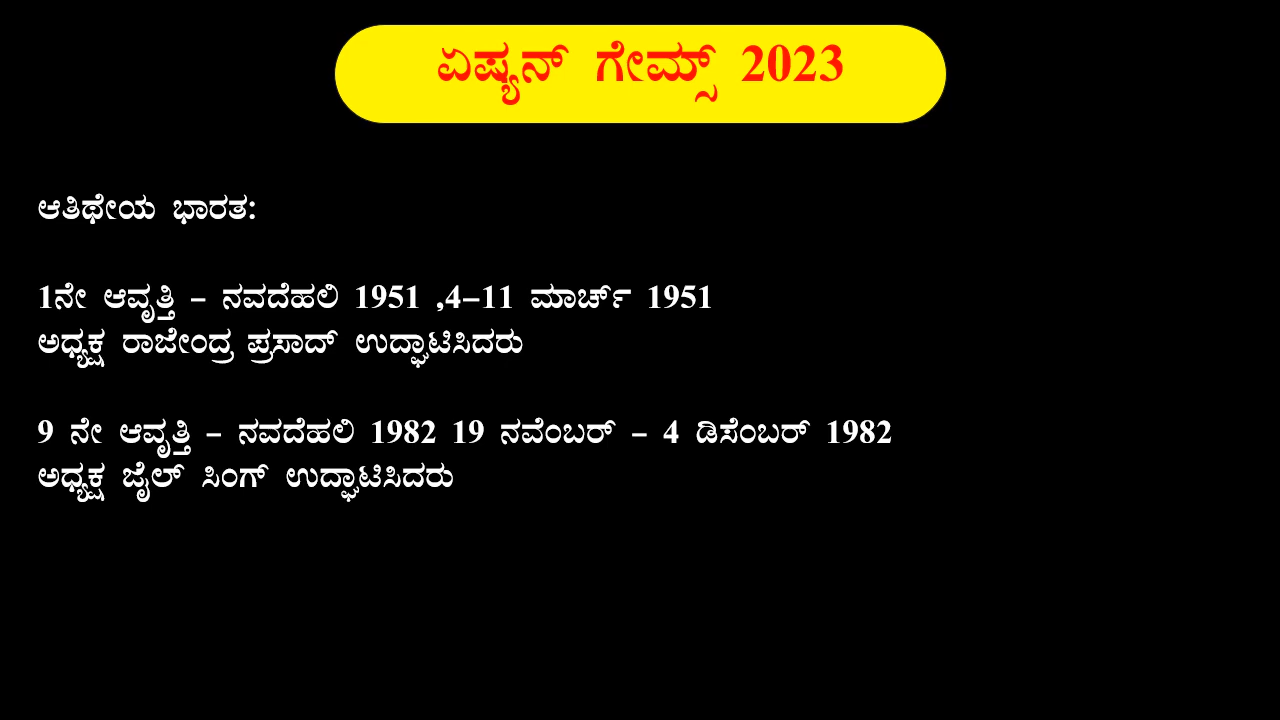 ಏಷ್ಯನ್ ಗೇಮ್ಸ್ 2023
ಆತಿಥೇಯ ಭಾರತ:
1ನೇ ಆವೃತ್ತಿ – ನವದೆಹಲಿ 1951 ,4–11 ಮಾರ್ಚ್ 1951
ಅಧ್ಯಕ್ಷ ರಾಜೇಂದ್ರ ಪ್ರಸಾದ್ ಉದ್ಘಾಟಿಸಿದರು
9 ನೇ ಆವೃತ್ತಿ – ನವದೆಹಲಿ 1982 19 ನವೆಂಬರ್ – 4 ಡಿಸೆಂಬರ್ 1982
ಅಧ್ಯಕ್ಷ ಜೈಲ್ ಸಿಂಗ್ ಉದ್ಘಾಟಿಸಿದರು